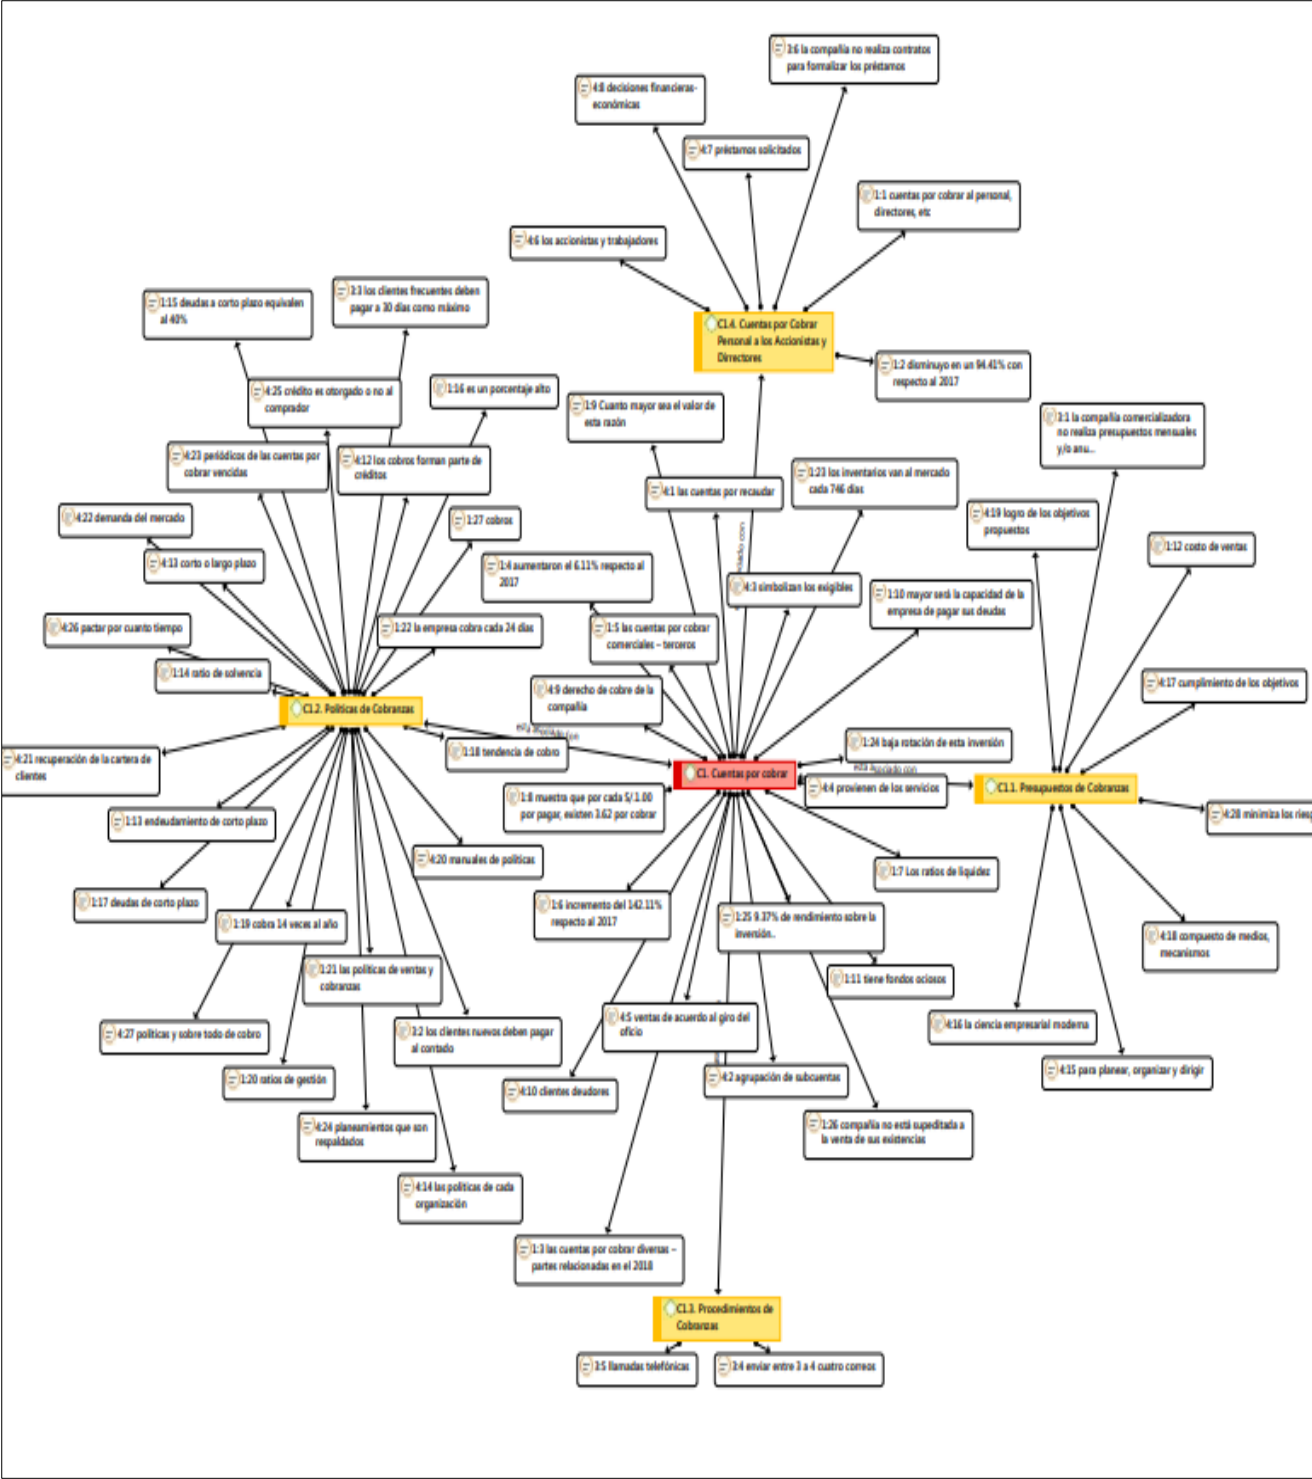 3:6 la compañía no realiza contratos
para formalizar los préstamos
4:8 decisiones financieras-
económicas
4:7 préstamos solicitados
1:1 cuentas por cobrar al personal,
directores, etc
4:6 los accionistas y trabajadores
3:3 los clientes frecuentes deben
pagar a 30 días como máximo
1:15 deudas a corto plazo equivalen
al 40%
C1.4. Cuentas por Cobrar
Personal a los Accionistas y
Dirrectores
1:2 disminuyo en un 94.41% con
respecto al 2017
4:25 crédito es otorgado o no al
comprador
1:16 es un porcentaje alto
1:9 Cuanto mayor sea el valor de
esta razón
3:1 la compañía comercializadora
no realiza presupuestos mensuales
y/o anu...
4:23 periódicos de las cuentas por
cobrar vencidas
4:12 los cobros forman parte de
créditos
1:23 los inventarios van al mercado
cada 746 días
4:1 las cuentas por recaudar
4:22 demanda del mercado
1:27 cobros
4:19 logro de los objetivos
propuestos
1:12 costo de ventas
4:13 corto o largo plazo
1:4 aumentaron el 6.11% respecto al
2017
4:3 simbolizan los exigibles
1:10 mayor será la capacidad de la
empresa de pagar sus deudas
4:26 pactar por cuanto tiempo
1:22 la empresa cobra cada 24 días
1:5 las cuentas por cobrar
comerciales – terceros
1:14 ratio de solvencia
4:9 derecho de cobre de la
compañía
4:17 cumplimiento de los objetivos
C1.2. Políticas de Cobranzas
4:21 recuperación de la cartera de
clientes
1:18 tendencia de cobro
1:24 baja rotación de esta inversión
está asociado con
C1. Cuentas por cobrar
4:4 provienen de los servicios
C1.1. Presupuestos de Cobranzas
1:8 muestra que por cada S/.1.00
por pagar, existen 3.62 por cobrar
4:28 minimiza los
1:13 endeudamiento de corto plazo
4:20 manuales de políticas
1:7 Los ratios de liquidez
1:17 deudas de corto plazo
1:6 incremento del 142.11%
respecto al 2017
1:19 cobra 14 veces al año
1:25 9.37% de rendimiento sobre la
inversión..
4:18 compuesto de medios,
mecanismos
1:21 las políticas de ventas y
cobranzas
1:11 tiene fondos ociosos
4:27 políticas y sobre todo de cobro
3:2 los clientes nuevos deben pagar
al contado
4:5 ventas de acuerdo al giro del
oficio
4:16 la ciencia empresarial moderna
1:20 ratios de gestión
4:10 clientes deudores
4:2 agrupación de subcuentas
4:15 para planear, organizar y dirigir
4:24 planeamientos que son
respaldados
1:26 compañía no está supeditada a
la venta de sus existencias
4:14 las políticas de cada
organización
1:3 las cuentas por cobrar diversas –
partes relacionadas en el 2018
C1.3. Procedimientos de
Cobranzas
3:5 llamadas telefónicas
3:4 enviar entre 3 a 4 cuatro correos